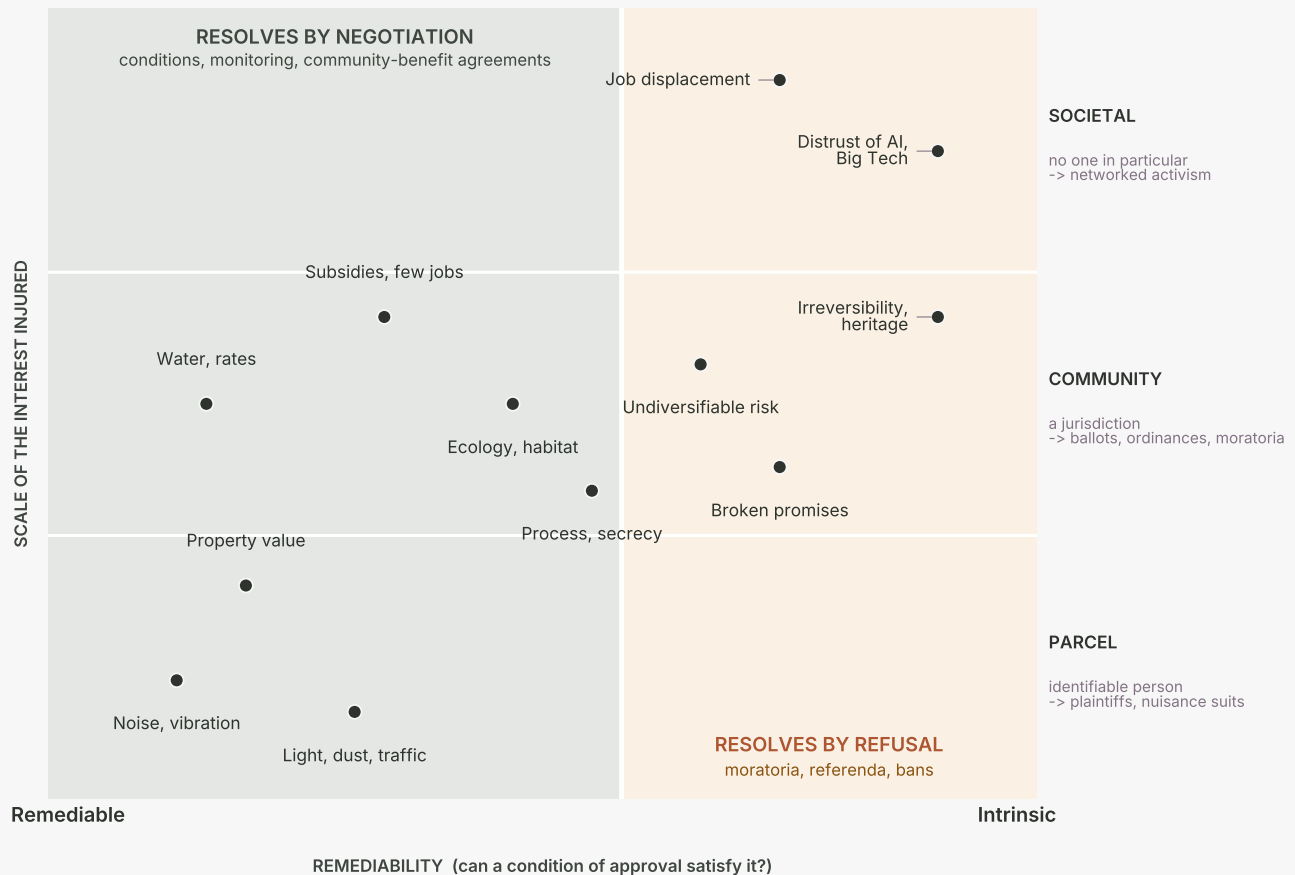 RESOLVES BY NEGOTIATION
conditions, monitoring, community-benefit agreements
Job displacement
Distrust of AI,
Big Tech
SOCIETAL
no one in particular
-> networked activism
SCALE OF THE INTEREST INJURED
Subsidies, few jobs
Irreversibility,
heritage
Water, rates
Undiversifiable risk
COMMUNITY
a jurisdiction
-> ballots, ordinances, moratoria
Ecology, habitat
Broken promises
Process, secrecy
Property value
PARCEL
identifiable person
-> plaintiffs, nuisance suits
Noise, vibration
Light, dust, traffic
RESOLVES BY REFUSAL
moratoria, referenda, bans
Remediable
Intrinsic
REMEDIABILITY (can a condition of approval satisfy it?)